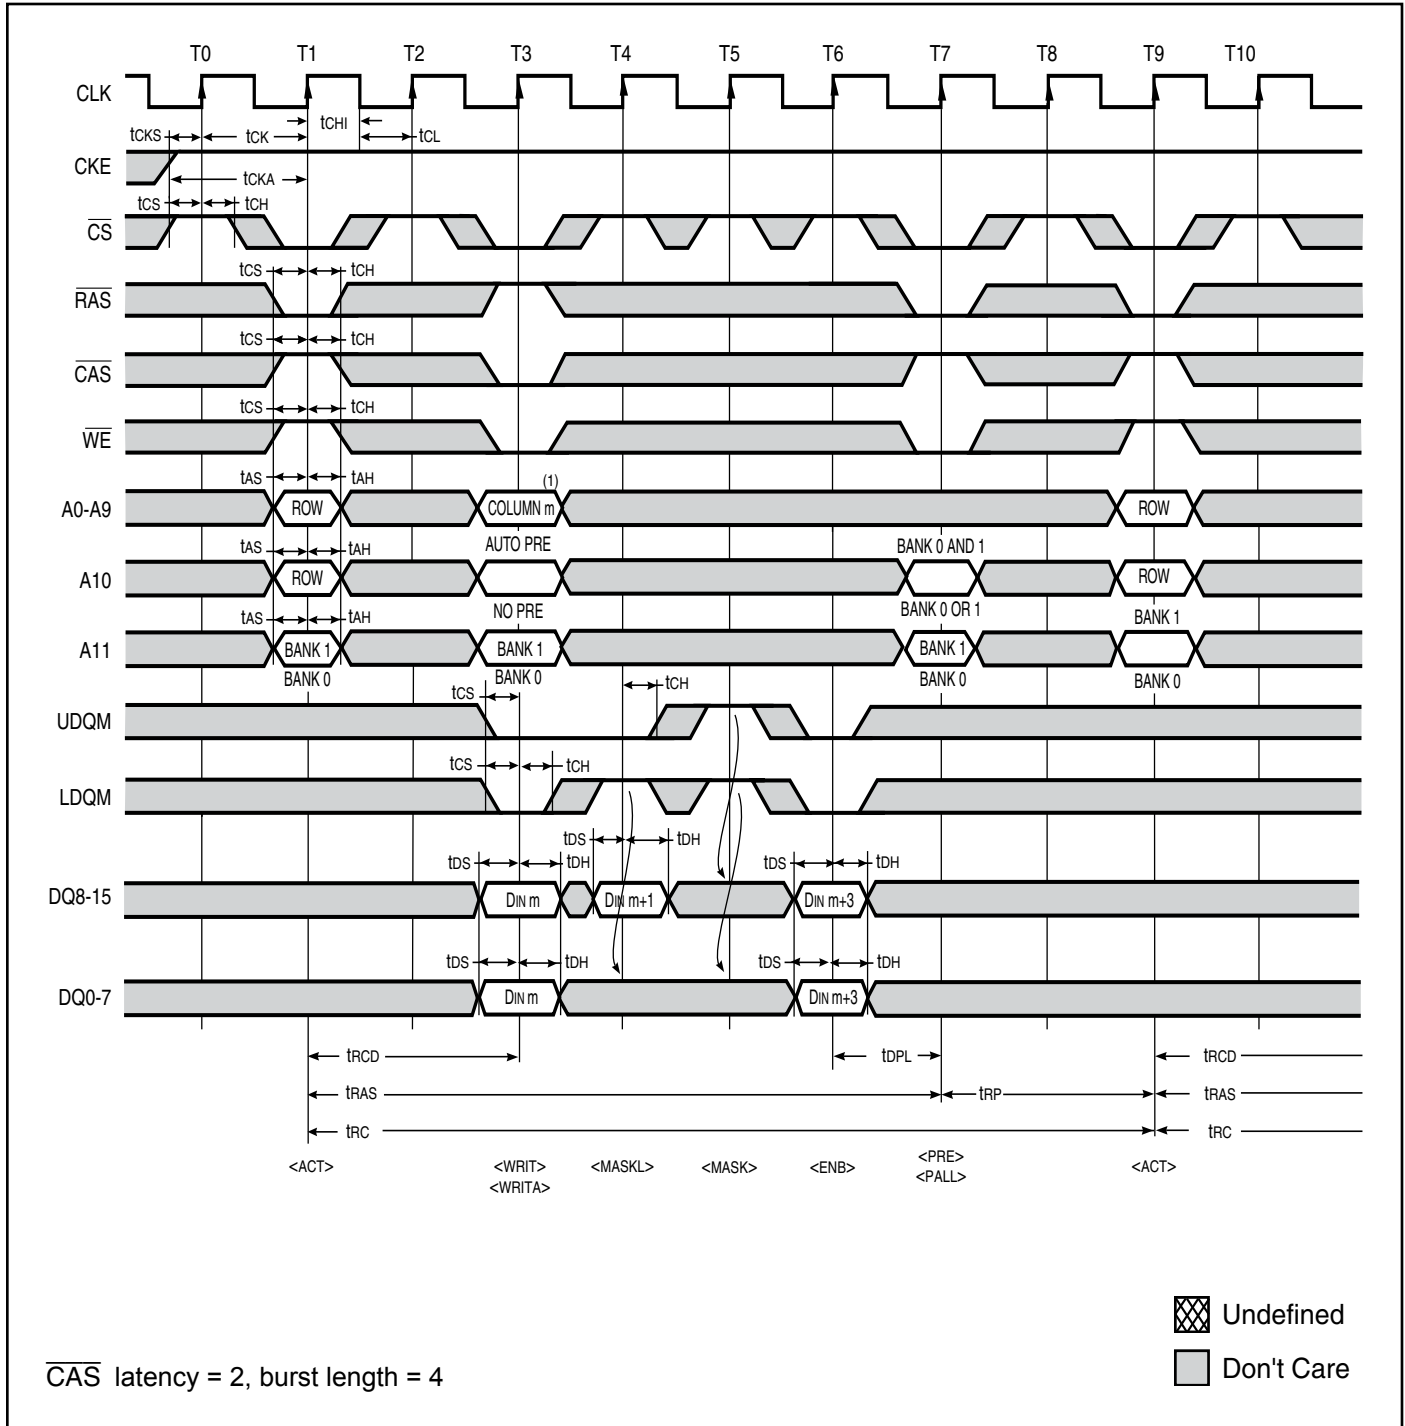 T0 T1 T2 T3 T4 T5 T6 T7 T8 T9 T10
CLK
tCHI
tCKS tCK tCL
CKE
tCKA
tCS tCH
CS
tCS tCH
RAS
tCS tCH
CAS
tCS tCH
WE
tAS tAH
(1)
A0-A9 ROW COLUMN m ROW
tAS tAH AUTO PRE BANK 0 AND 1
A10 ROW ROW
tAS tAH NO PRE BANK 0 OR 1 BANK 1
A11 BANK 1 BANK 1 BANK 1
BANK 0 BANK 0 BANK 0 BANK 0
tCS tCH
UDQM
tCS tCH
LDQM
tDS tDH
tDS tDH tDS tDH
DQ8-15 DIN m DIN m+1 DIN m+3
tDS tDH tDS tDH
DQ0-7 DIN m DIN m+3
tRCD tDPL tRCD
tRAS tRP tRAS
tRC tRC
<ACT> <WRIT> <MASKL> <MASK> <ENB> <PRE> <ACT>
<WRITA> <PALL>
Undefined
Don't Care
CAS latency = 2, burst length = 4